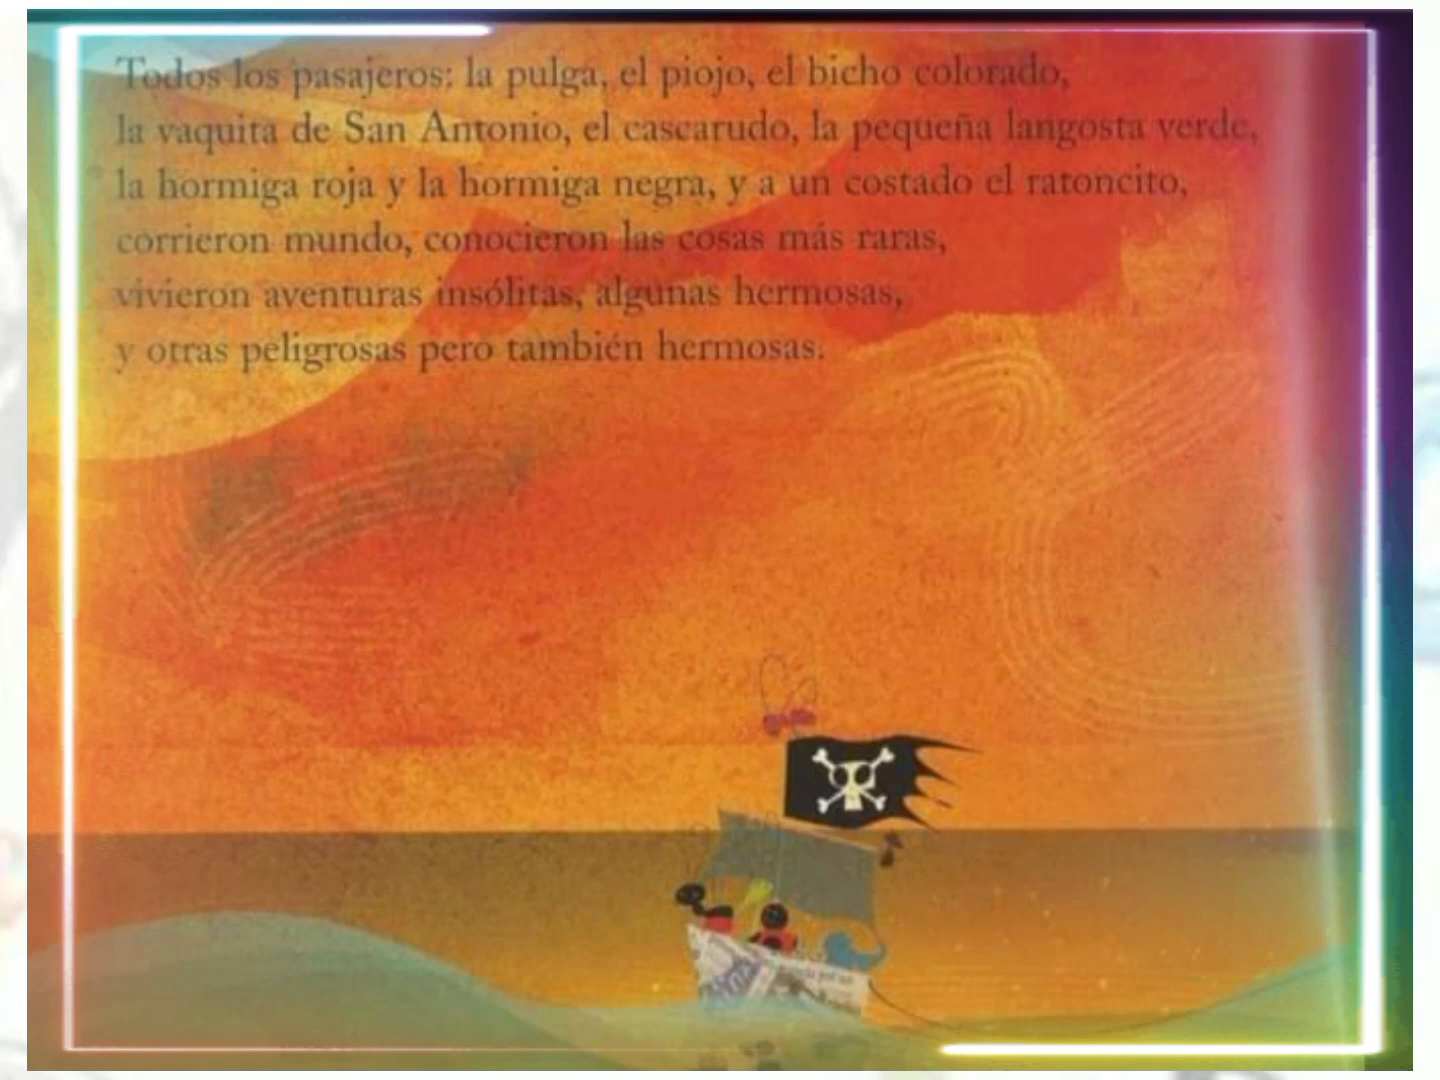 Todos los pasajeros: la pulga, el piojo, el bicho colorado,
la vaquita de San Antonio, el cascarudo, la pequeña langosta verde,
la hormiga roja y la hormiga negra, y a un costado el ratoncito,
corrieron mundo, conocieron las cosas más raras,
vivieron aventuras insólitas, algunas hermosas,
y otras peligrosas pero también hermosas.